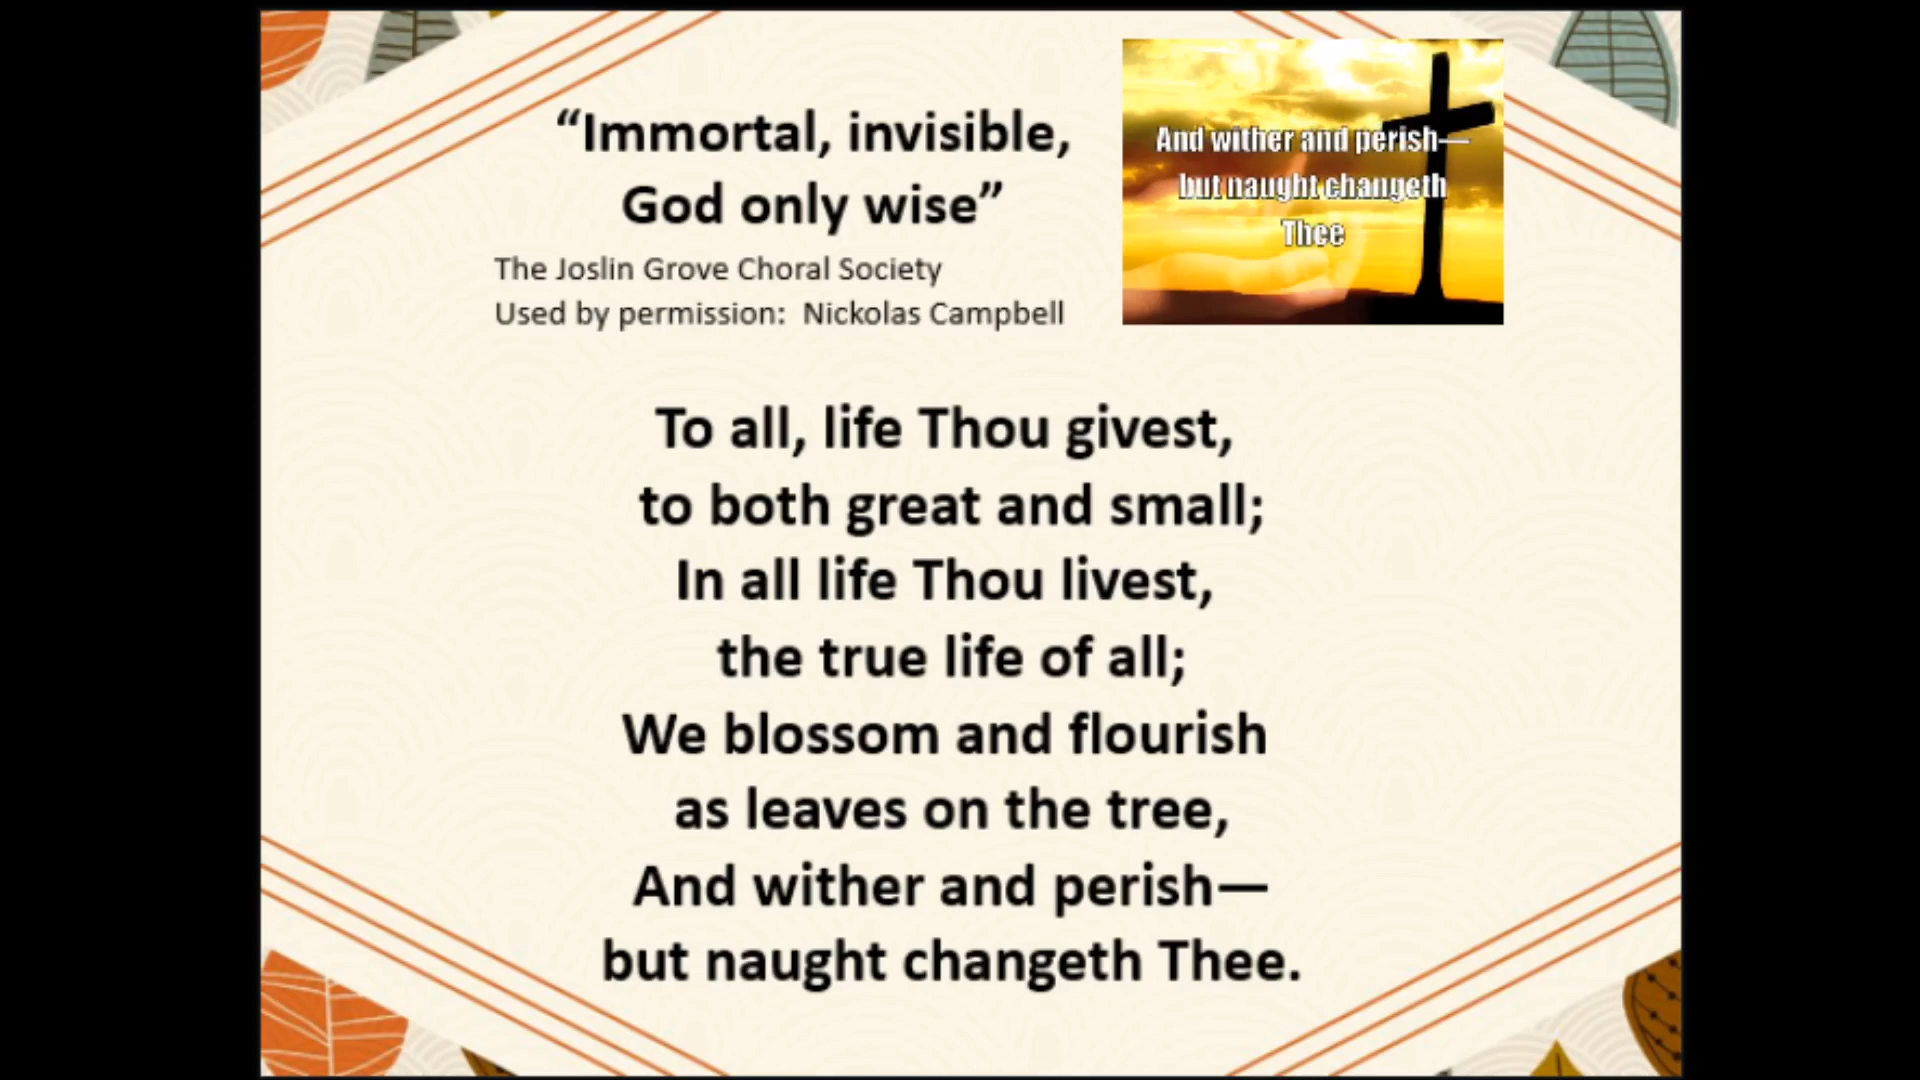 “Immortal, invisible,
God only wise”
The Joslin Grove Choral Society
Used by permission:  Nickolas Campbell
And wither and perish—
but naught changeth
Thee
To all, life Thou givest,
to both great and small;
In all life Thou livest,
the true life of all;
We blossom and flourish
as leaves on the tree,
And wither and perish—
but naught changeth Thee.